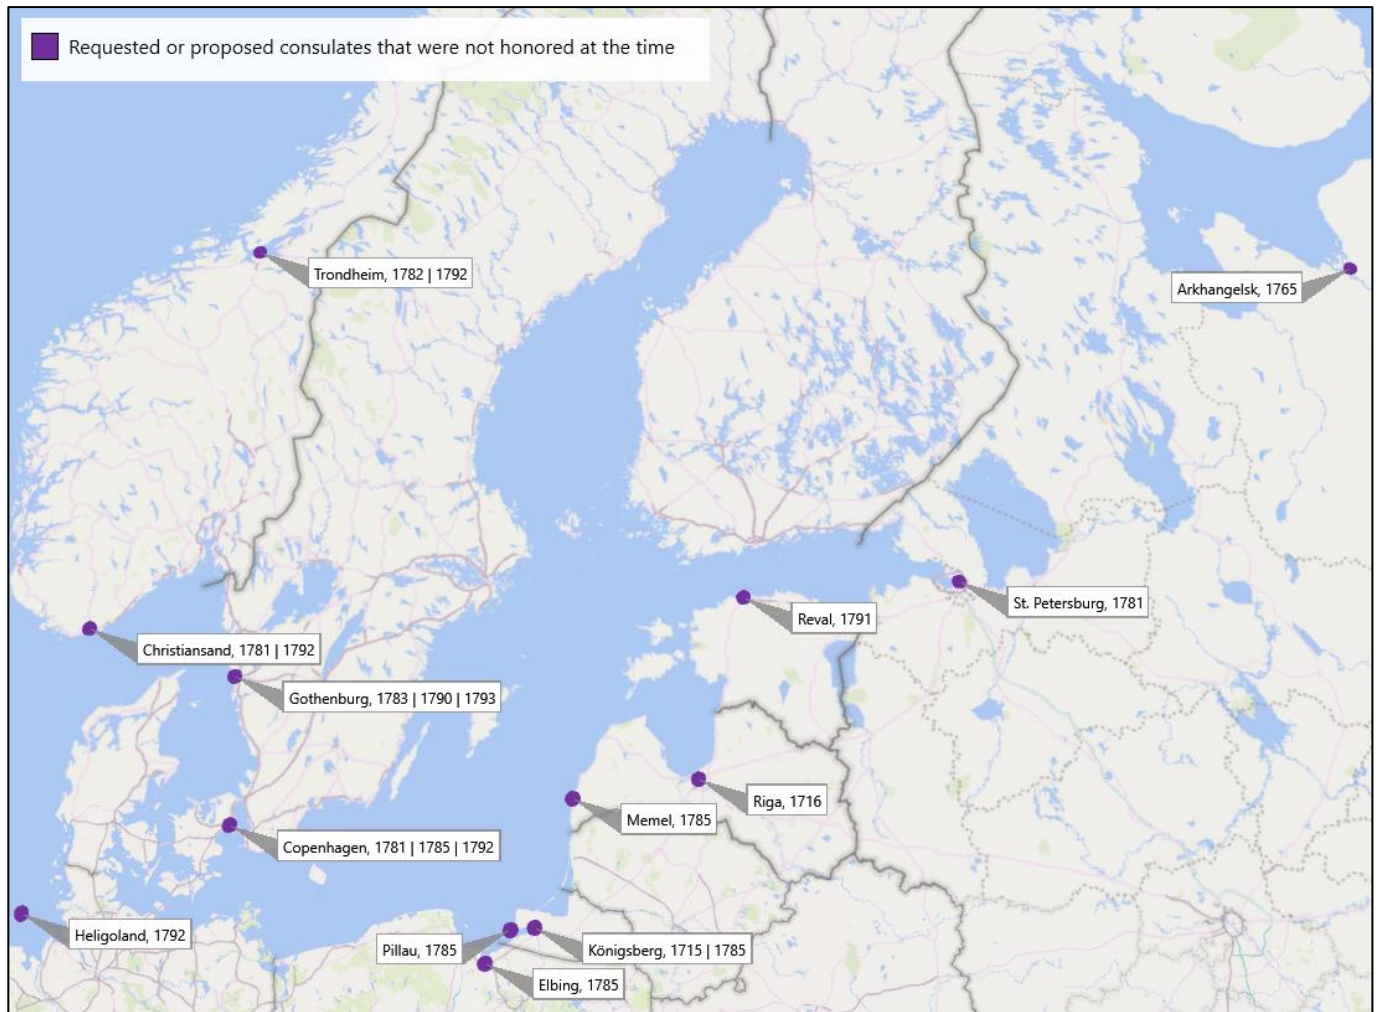 Requested or proposed consulates that were not honored at the time
Trondheim, 1782 | 1792
Arkhangelsk, 1765
St. Petersburg, 1781
Reval, 1791
Christiansand, 1781 | 1792
Gothenburg, 1783 | 1790 | 1793
Riga, 1716
Memel, 1785
Copenhagen, 1781 | 1785 | 1792
Heligoland, 1792
Pillau, 1785
Königsberg, 1715 | 1785
Elbing, 1785